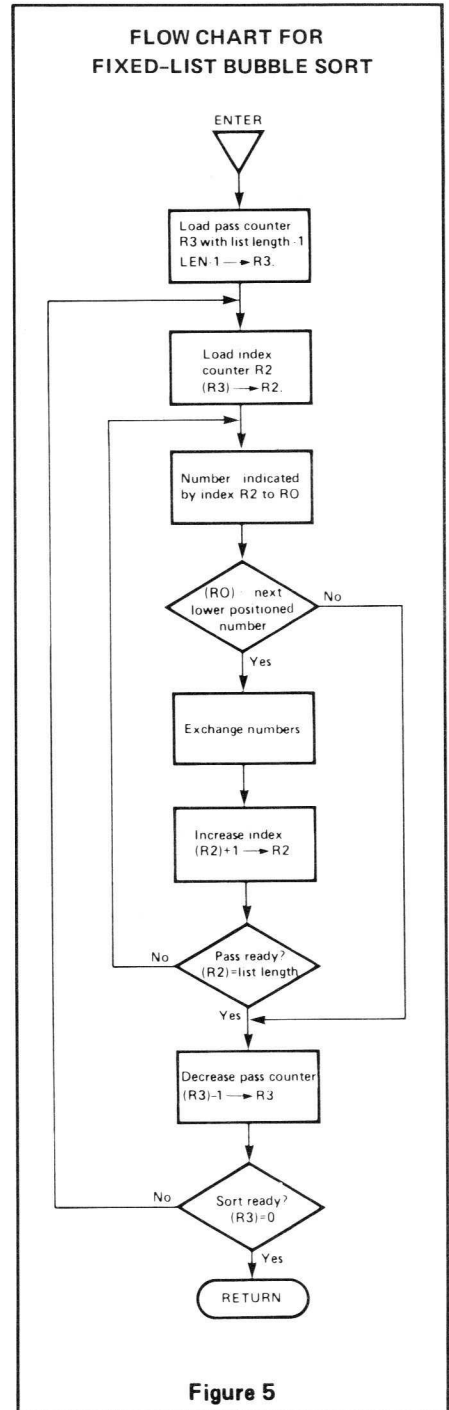 FLOW CHART FOR
FIXED-LIST BUBBLE SORT
ENTER
Load pass counter
R3 with list length -1
LEN-1 → R3.
Load index
counter R2
(R3) → R2.
Number indicated
by index R2 to R0
(R0) - next
lower positioned
number
No
Yes
Exchange numbers
Increase index
(R2)+1 → R2
Pass ready?
(R2)=list length
No
Yes
Decrease pass counter
(R3)-1 → R3
Sort ready?
(R3)=0
No
Yes
RETURN
Figure 5